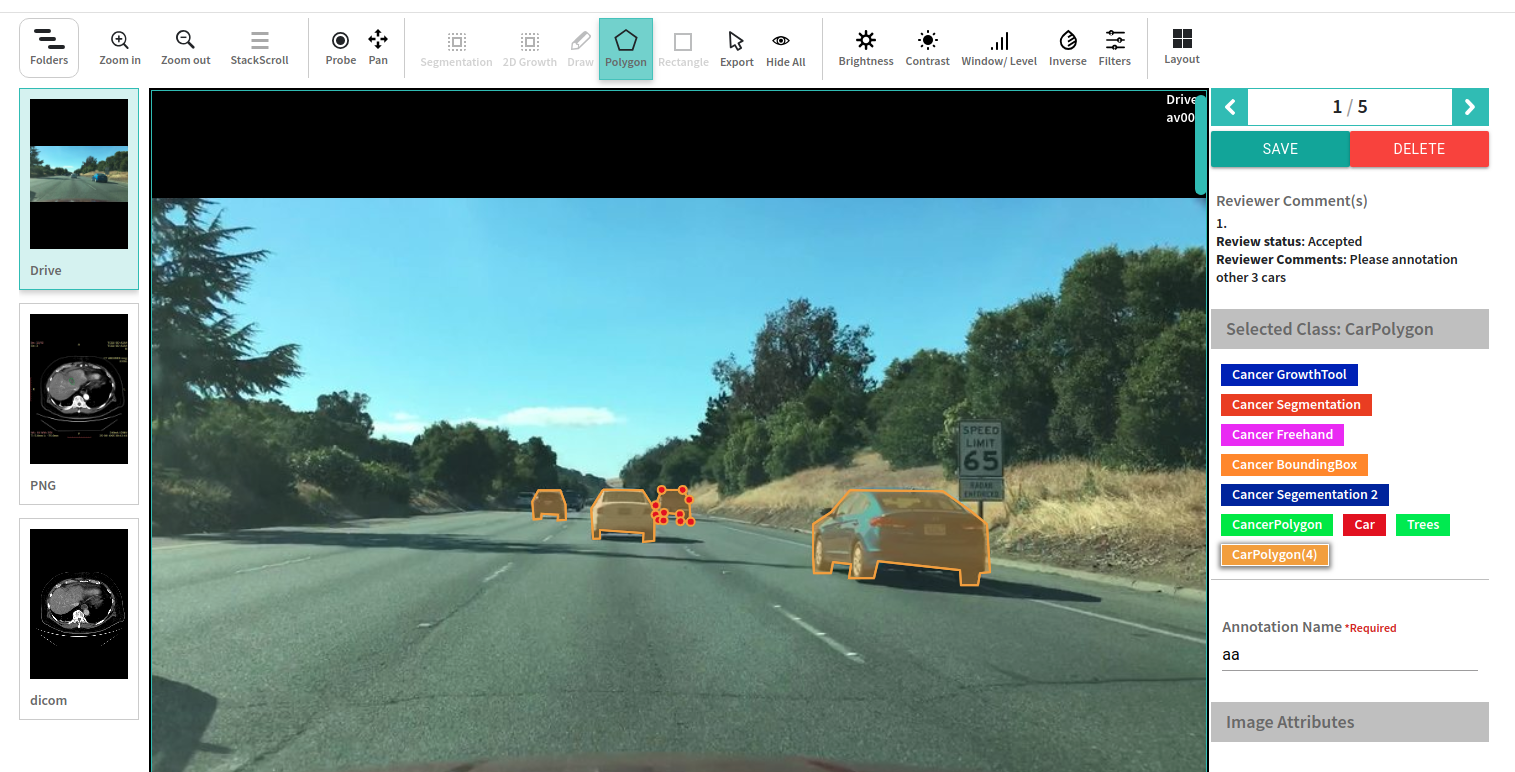 Folders
Zoom in
Zoom out
StackScroll
Probe
Pan
Segmentation
2D Growth
Draw
Polygon
Rectangle
Export
Hide All
Brightness
Contrast
Window/ Level
Inverse
Filters
Layout
Drive
PNG
dicom
Drive
av00
SPEED
LIMIT
65
RADAR
ENFORCED
1 / 5
SAVE
DELETE
Reviewer Comment(s)
1.
Review status: Accepted
Reviewer Comments: Please annotation
other 3 cars
Selected Class: CarPolygon
Cancer GrowthTool
Cancer Segmentation
Cancer Freehand
Cancer BoundingBox
Cancer Segementation 2
CancerPolygon
Car
Trees
CarPolygon(4)
Annotation Name *Required
aa
Image Attributes